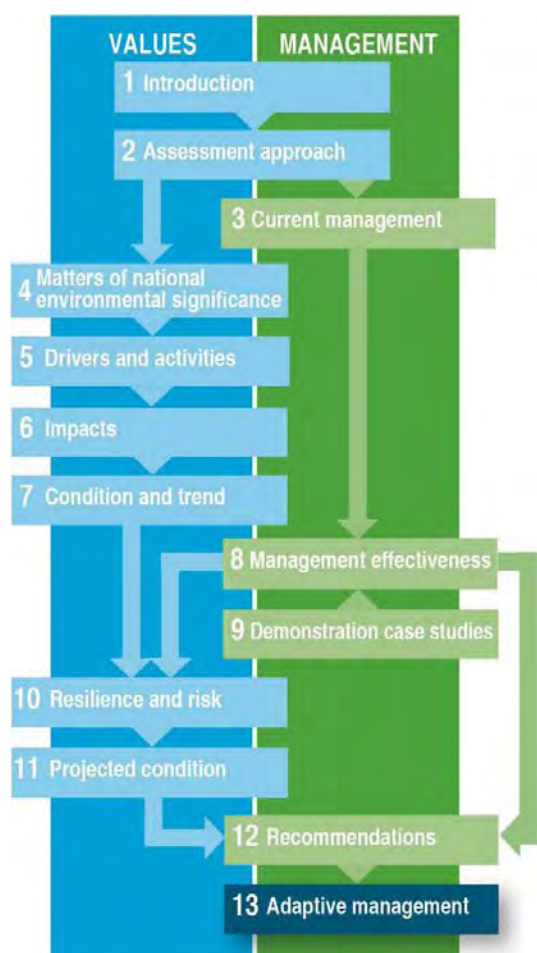 VALUES MANAGEMENT
1 Introduction
2 Assessment approach
3 Current management
4 Matters of national
environmental significance
5 Drivers and activities
6 Impacts
7 Condition and trend
8 Management effectiveness
9 Demonstration case studies
10 Resilience and risk
11 Projected condition
12 Recommendations
13 Adaptive management